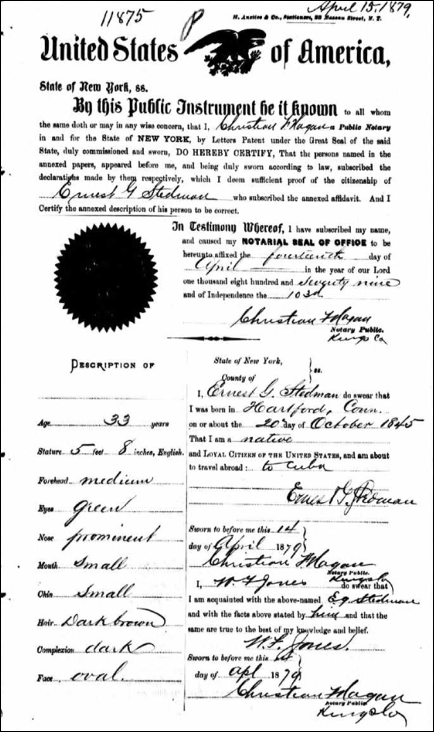 11875
April 15. 1879,
H. Anstice & Co., Stationers, 23 Nassau Street, N. Y.
United States of America,
State of New York, ss.
By this Public Instrument be it known to all whom
the same doth or may in any wise concern, that I, Christian F. Magan a Public Notary
in and for the State of NEW YORK, by Letters Patent under the Great Seal of the said
State, duly commissioned and sworn, DO HEREBY CERTIFY, That the persons named in the
annexed papers, appeared before me, and being duly sworn according to law, subscribed the
declarations made by them respectively, which I deem sufficient proof of the citizenship of
Ernest G Stedman who subscribed the annexed affidavit. And I
Certify the annexed description of his person to be correct.
In Testimony Whereof, I have subscribed my name,
and caused my NOTARIAL SEAL OF OFFICE to be
hereunto affixed the fourteenth day of
April in the year of our Lord
one thousand eight hundred and seventy nine
and of Independence the 103d
Christian F Magan
Notary Public.
Kings Co
DESCRIPTION OF
Age 33 years
Stature 5 feet 8 inches, English.
Forehead medium
Eyes green
Nose prominent
Mouth small
Chin small
Hair Dark brown
Complexion dark
Face oval.
State of New York,
County of ss.
I, Ernest G. Stedman do swear that
I was born in Hartford, Conn.
on or about the 20th day of October 1845
That I am a native
and LOYAL CITIZEN OF THE UNITED STATES, and am about
to travel abroad: to Cuba
Ernest G. Stedman
Sworn to before me this 14
day of April 1879
Christian F Magan
Notary Public.
Kings Co
I, W F Jones do swear that
I am acquainted with the above-named E. G. Stedman
and with the facts above stated by him and that the
same are true to the best of my knowledge and belief.
W. F. Jones.
Sworn to before me this 14
day of apl 1879
Christian F Magan
Kings Co